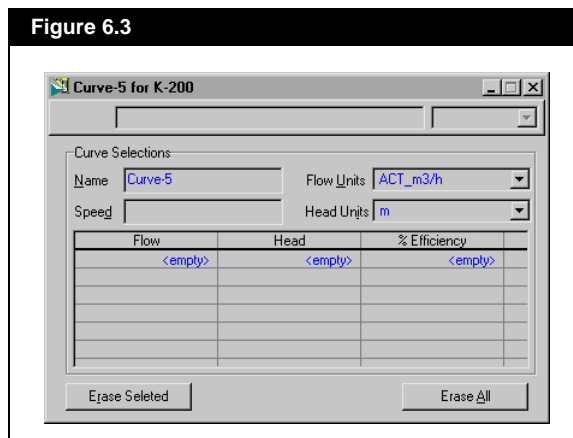 Figure 6.3
Curve-5 for K-200
Curve Selections
Name Curve-5 Flow Units ACT_m3/h
Speed Head Units m
Flow Head % Efficiency
<empty> <empty> <empty>
Erase Seleted Erase All